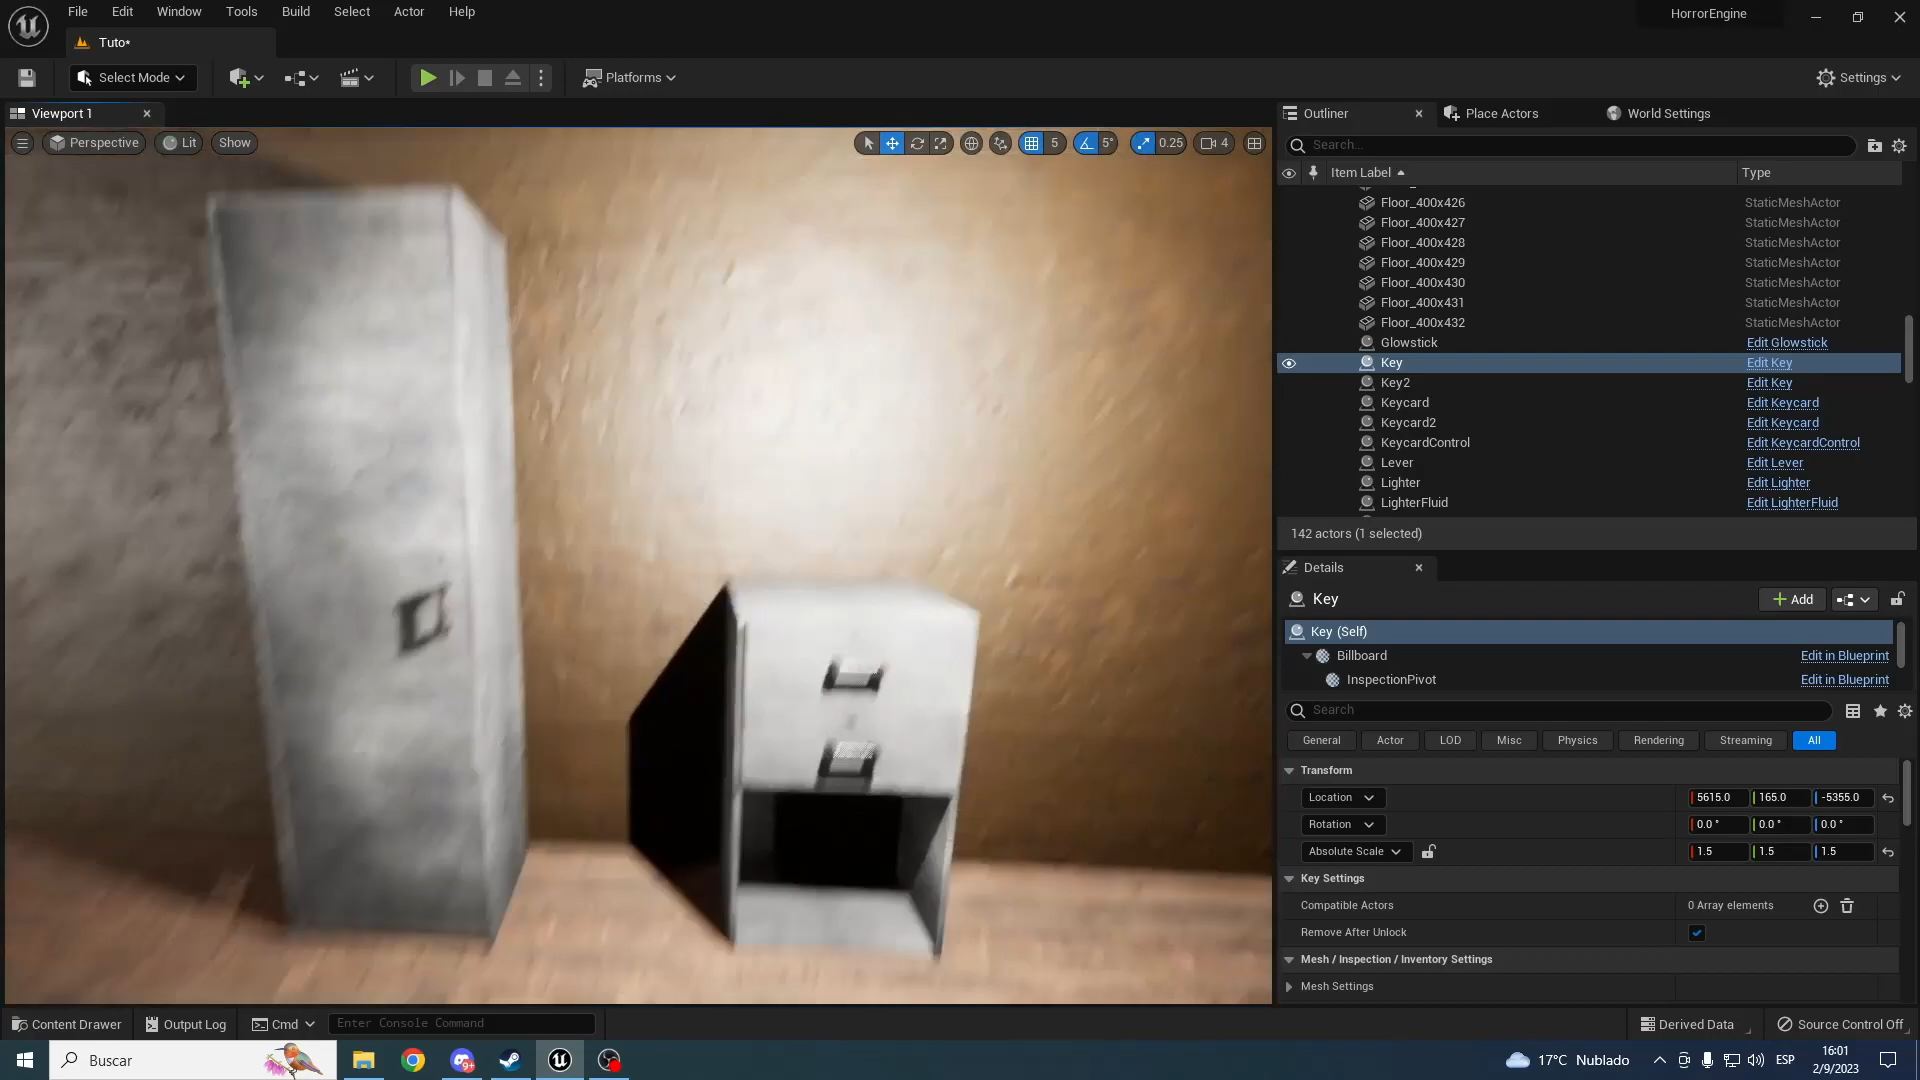 File Edit Window Tools Build Select Actor Help
HorrorEngine
Tuto*
Select Mode
Platforms
Settings
Viewport 1
Perspective Lit Show
5 5° 0.25 4
Outliner
Place Actors
World Settings
Search...
Item Label
Type
Floor_400x426 StaticMeshActor
Floor_400x427 StaticMeshActor
Floor_400x428 StaticMeshActor
Floor_400x429 StaticMeshActor
Floor_400x430 StaticMeshActor
Floor_400x431 StaticMeshActor
Floor_400x432 StaticMeshActor
Glowstick Edit Glowstick
Key Edit Key
Key2 Edit Key
Keycard Edit Keycard
Keycard2 Edit Keycard
KeycardControl Edit KeycardControl
Lever Edit Lever
Lighter Edit Lighter
LighterFluid Edit LighterFluid
142 actors (1 selected)
Details
Key
Add
Key (Self)
Billboard Edit in Blueprint
InspectionPivot Edit in Blueprint
Search
General Actor LOD Misc Physics Rendering Streaming All
Transform
Location 5615.0 165.0 -5355.0
Rotation 0.0 ° 0.0 ° 0.0 °
Absolute Scale 1.5 1.5 1.5
Key Settings
Compatible Actors 0 Array elements
Remove After Unlock
Mesh / Inspection / Inventory Settings
Mesh Settings
Content Drawer Output Log Cmd Enter Console Command
Derived Data Source Control Off
Buscar
9+
17°C Nublado
ESP
16:01
2/9/2023